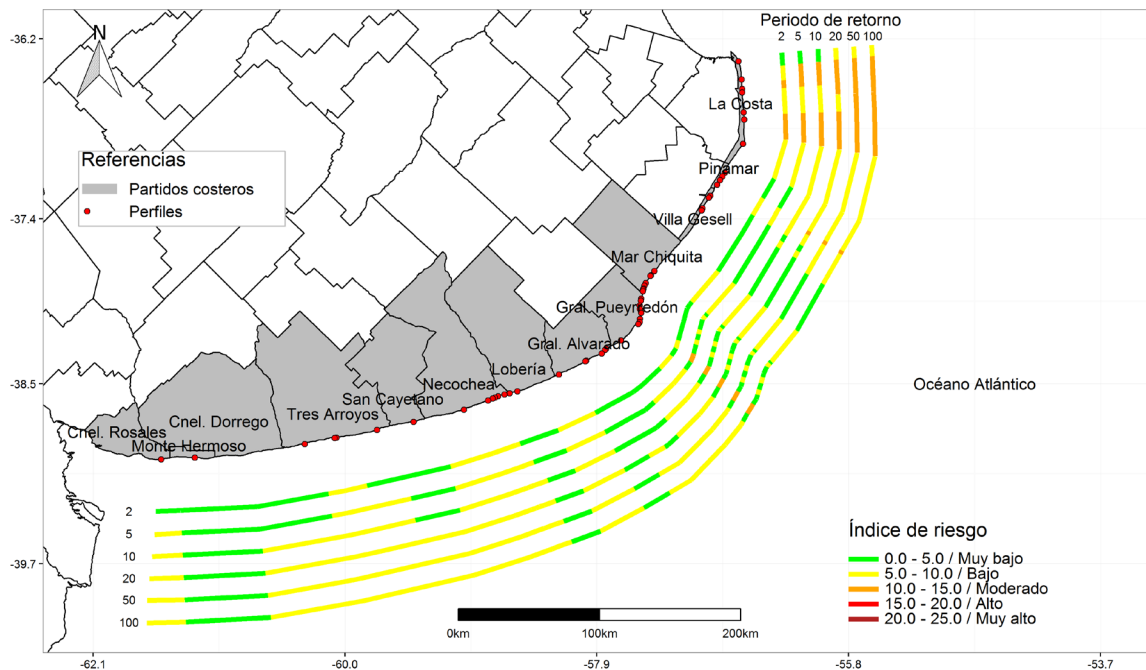 Periodo de retorno
2 5 10 20 50 100
-36.2
N
La Costa
Referencias
Partidos costeros
Perfiles
Pinamar
-37.4
Villa Gesell
Mar Chiquita
Gral. Pueyrredón
Gral. Alvarado
Lobería
-38.5
Necochea
Océano Atlántico
San Cayetano
Tres Arroyos
Cnel. Dorrego
Cnel. Rosales
Monte Hermoso
2
5
10
20
50
100
-39.7
Índice de riesgo
0.0 - 5.0 / Muy bajo
5.0 - 10.0 / Bajo
10.0 - 15.0 / Moderado
15.0 - 20.0 / Alto
20.0 - 25.0 / Muy alto
0km 100km 200km
-62.1 -60.0 -57.9 -55.8 -53.7